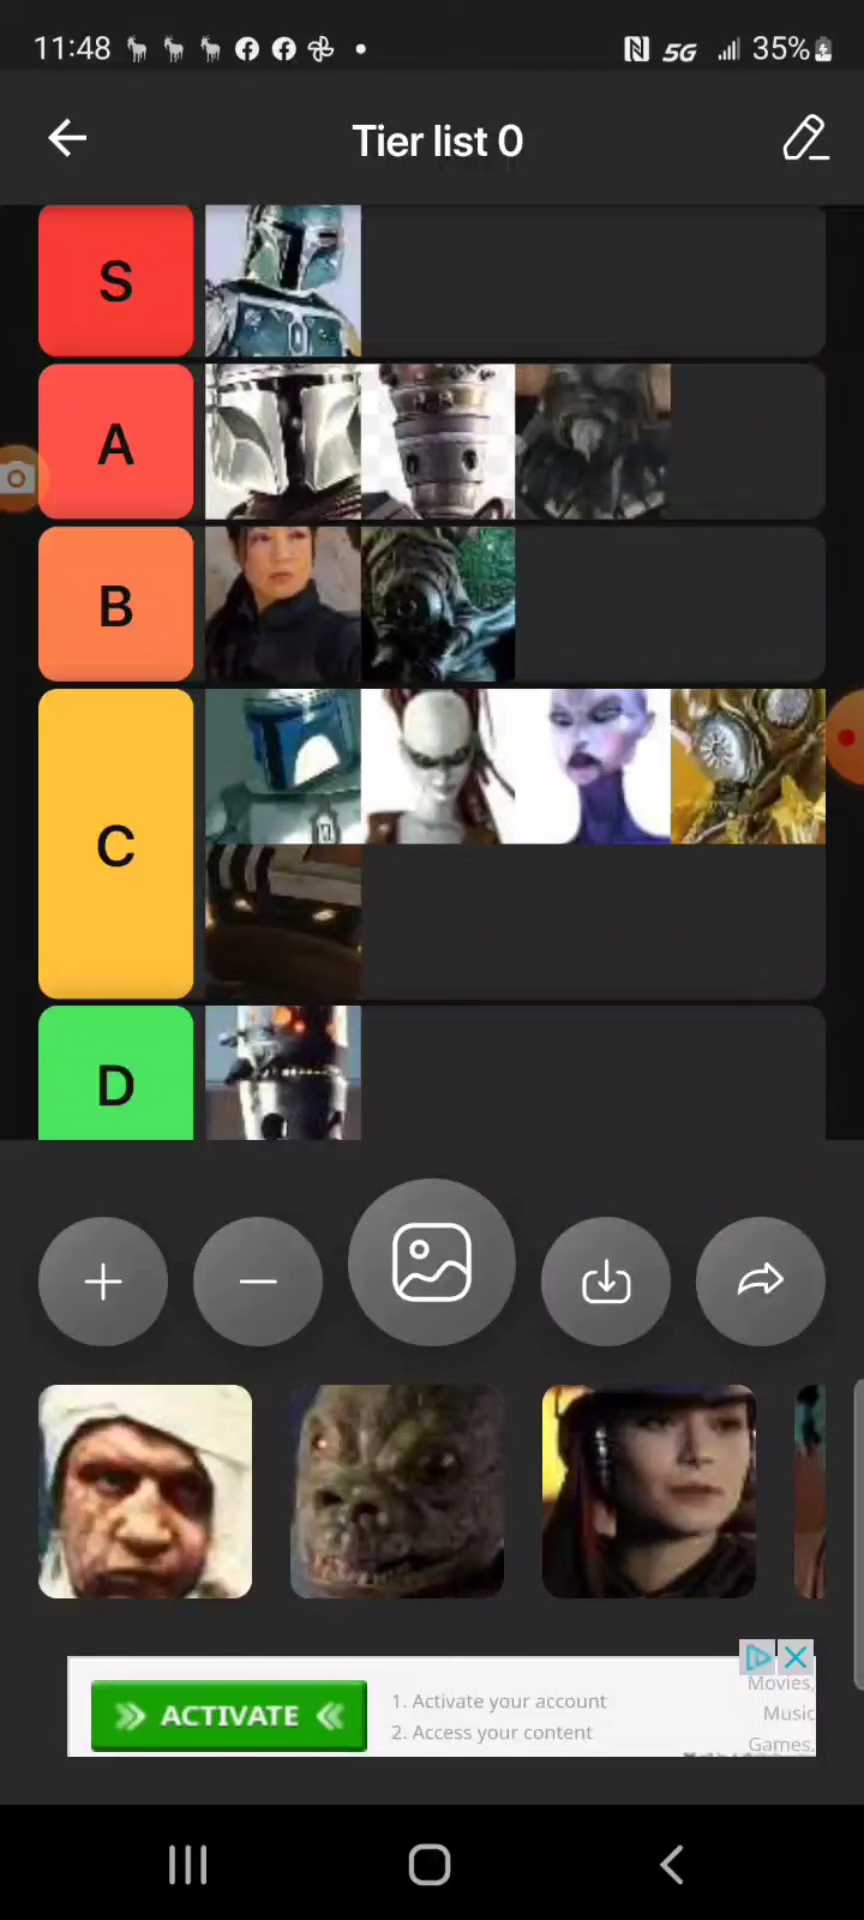 11:48 5G 35%
Tier list 0
S
A
B
C
D
ACTIVATE
1. Activate your account
2. Access your content
Movies,
Music
Games,